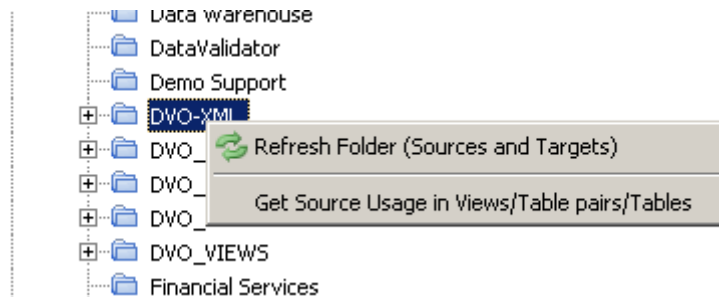 Data Warehouse
DataValidator
Demo Support
DVO-XML
Refresh Folder (Sources and Targets)
DVO_
DVO_
Get Source Usage in Views/Table pairs/Tables
DVO_
DVO_VIEWS
Financial Services